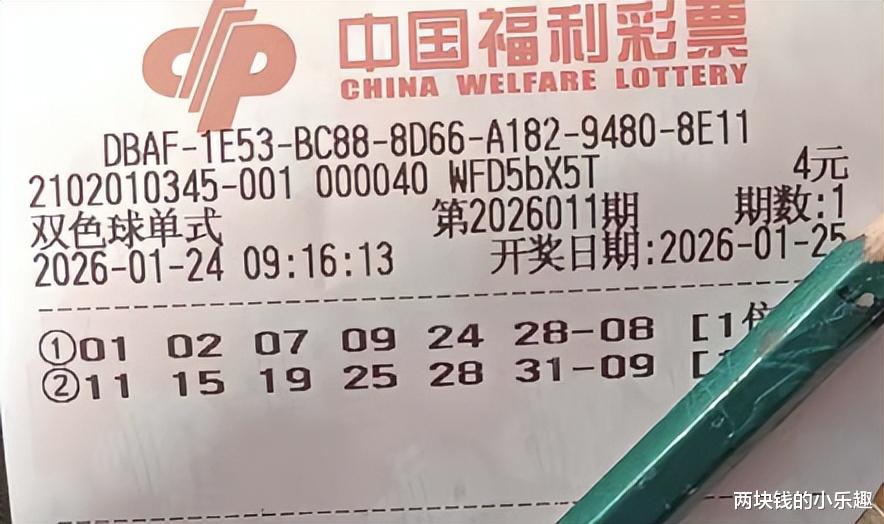 中国福利彩票
CHINA WELFARE LOTTERY
DBAF-1E53-BC88-8D66-A182-9480-8E11
2102010345-001 000040 WFD5bX5T 4元
双色球单式 第2026011期 期数:1
2026-01-24 09:16:13 开奖日期:2026-01-25
①01 02 07 09 24 28-08 [1倍
②11 15 19 25 28 31-09 [1
两块钱的小乐趣